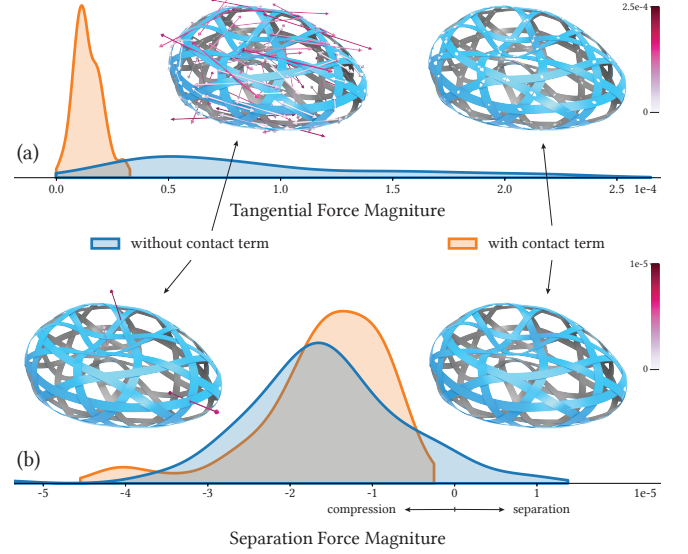 2.5e-4
0
(a)
0.0 0.5 1.0 1.5 2.0 2.5 1e-4
Tangential Force Magniture
without contact term with contact term
1e-5
0
(b)
-5 -4 -3 -2 -1 0 1 1e-5
compression separation
Separation Force Magniture